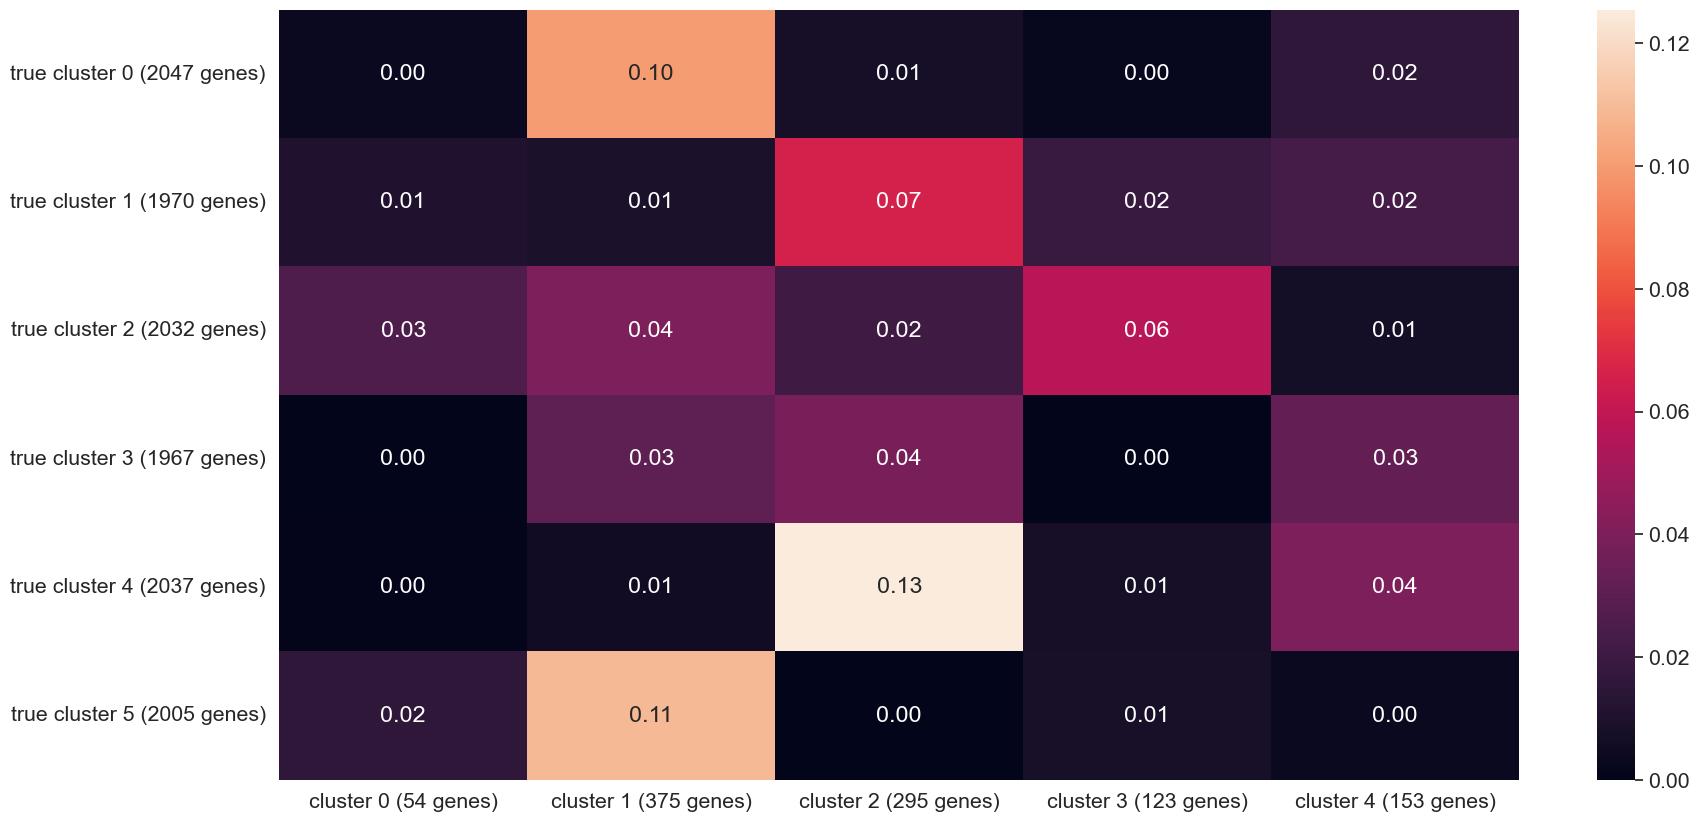 true cluster 0 (2047 genes) 0.00 0.10 0.01 0.00 0.02
true cluster 1 (1970 genes) 0.01 0.01 0.07 0.02 0.02
true cluster 2 (2032 genes) 0.03 0.04 0.02 0.06 0.01
true cluster 3 (1967 genes) 0.00 0.03 0.04 0.00 0.03
true cluster 4 (2037 genes) 0.00 0.01 0.13 0.01 0.04
true cluster 5 (2005 genes) 0.02 0.11 0.00 0.01 0.00
cluster 0 (54 genes) cluster 1 (375 genes) cluster 2 (295 genes) cluster 3 (123 genes) cluster 4 (153 genes)
0.12
0.10
0.08
0.06
0.04
0.02
0.00